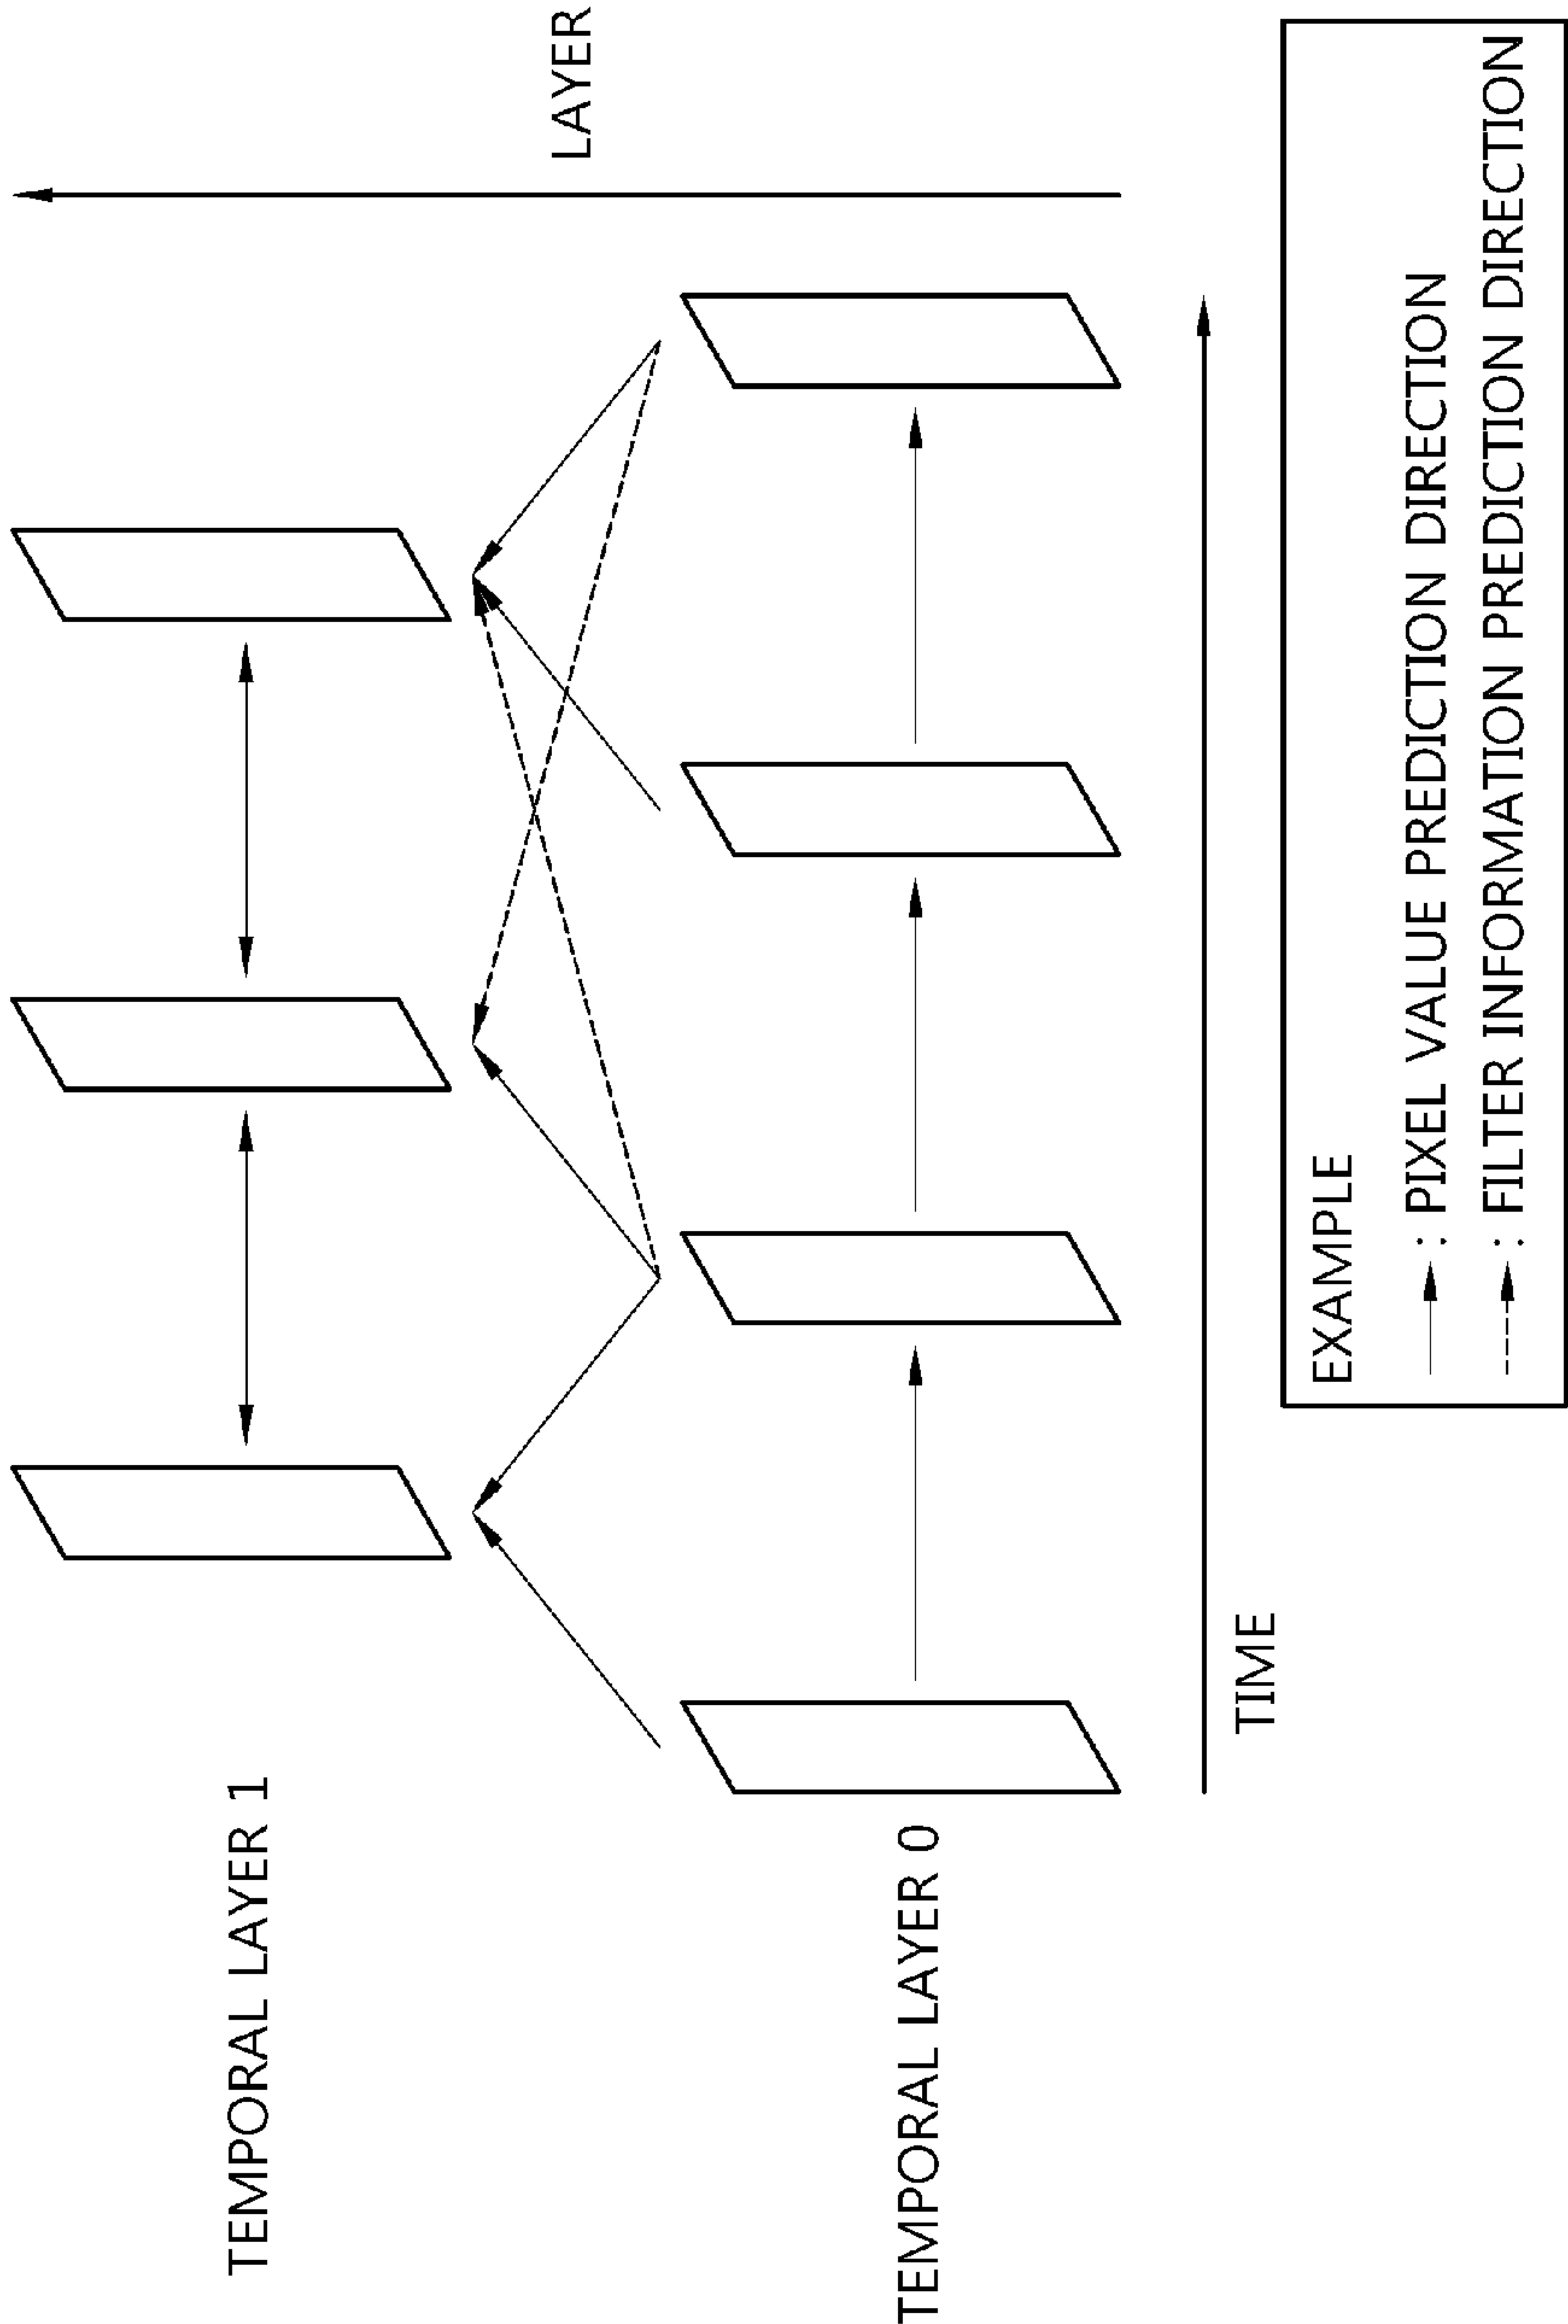 TEMPORAL LAYER 1
LAYER
TEMPORAL LAYER 0
TIME
EXAMPLE
: PIXEL VALUE PREDICTION DIRECTION
: FILTER INFORMATION PREDICTION DIRECTION